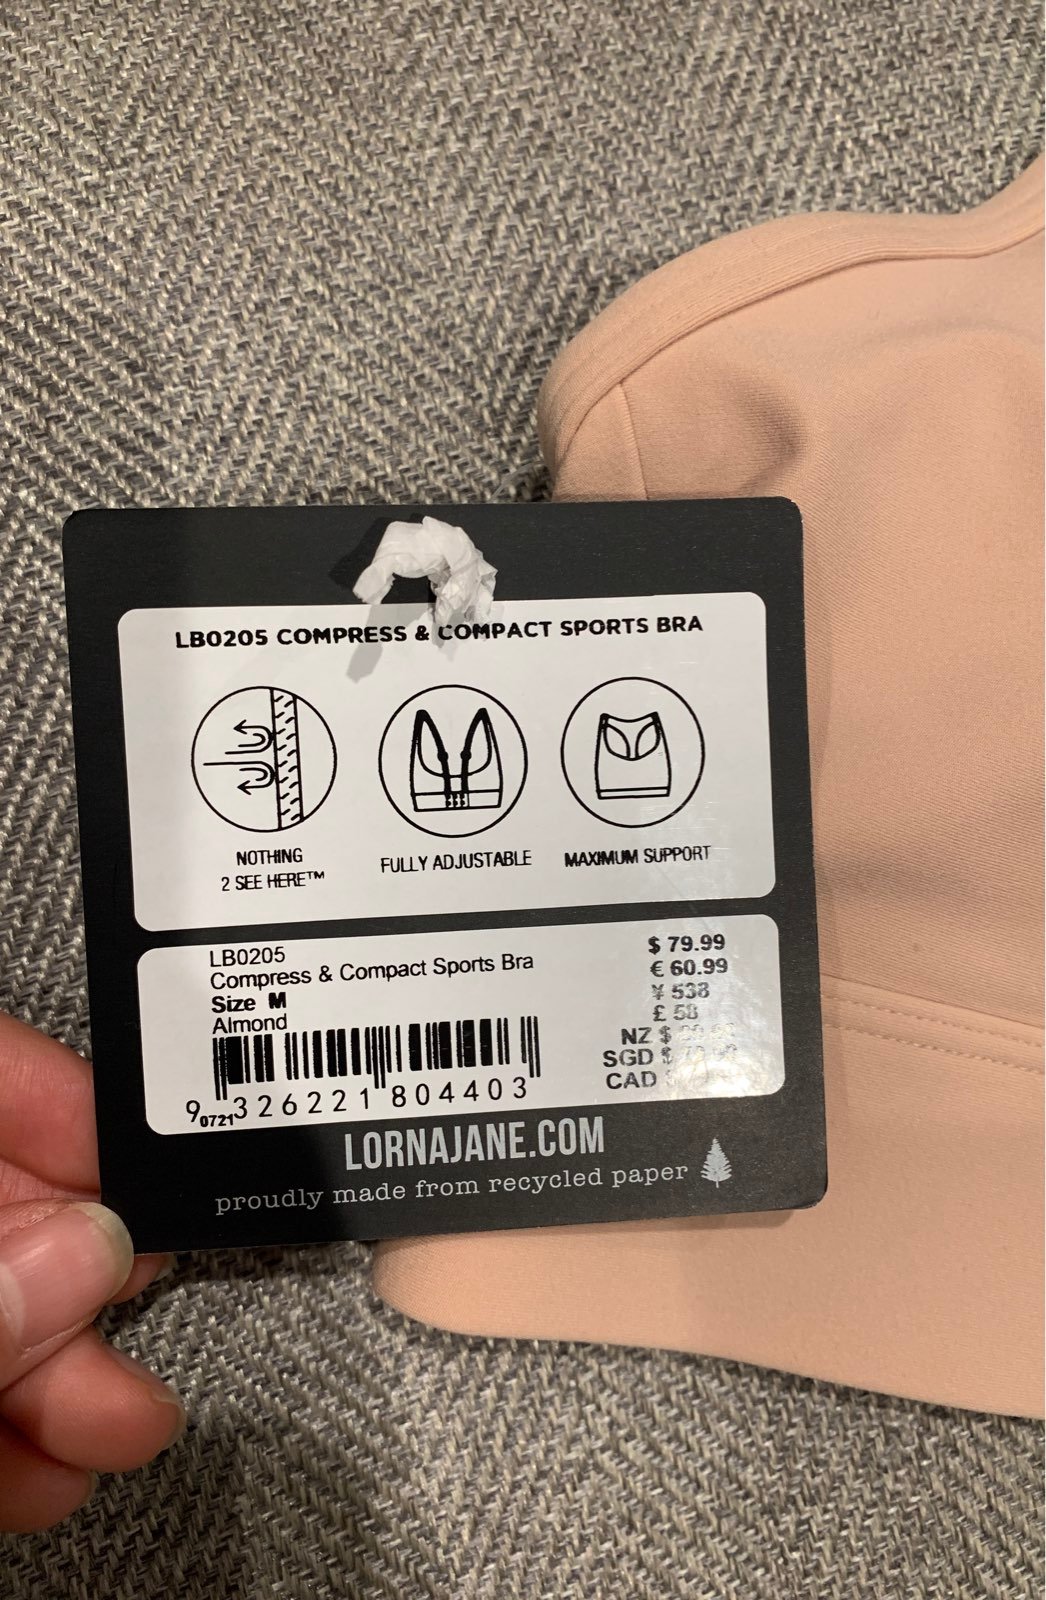 LB0205 COMPRESS & COMPACT SPORTS BRA
NOTHING
2 SEE HERE™
FULLY ADJUSTABLE
MAXIMUM SUPPORT
LB0205
Compress & Compact Sports Bra
Size M
Almond
$ 79.99
€ 60.99
¥ 538
£ 58
NZ $
SGD $
CAD
9 0721 326221 804403
LORNAJANE.COM
proudly made from recycled paper